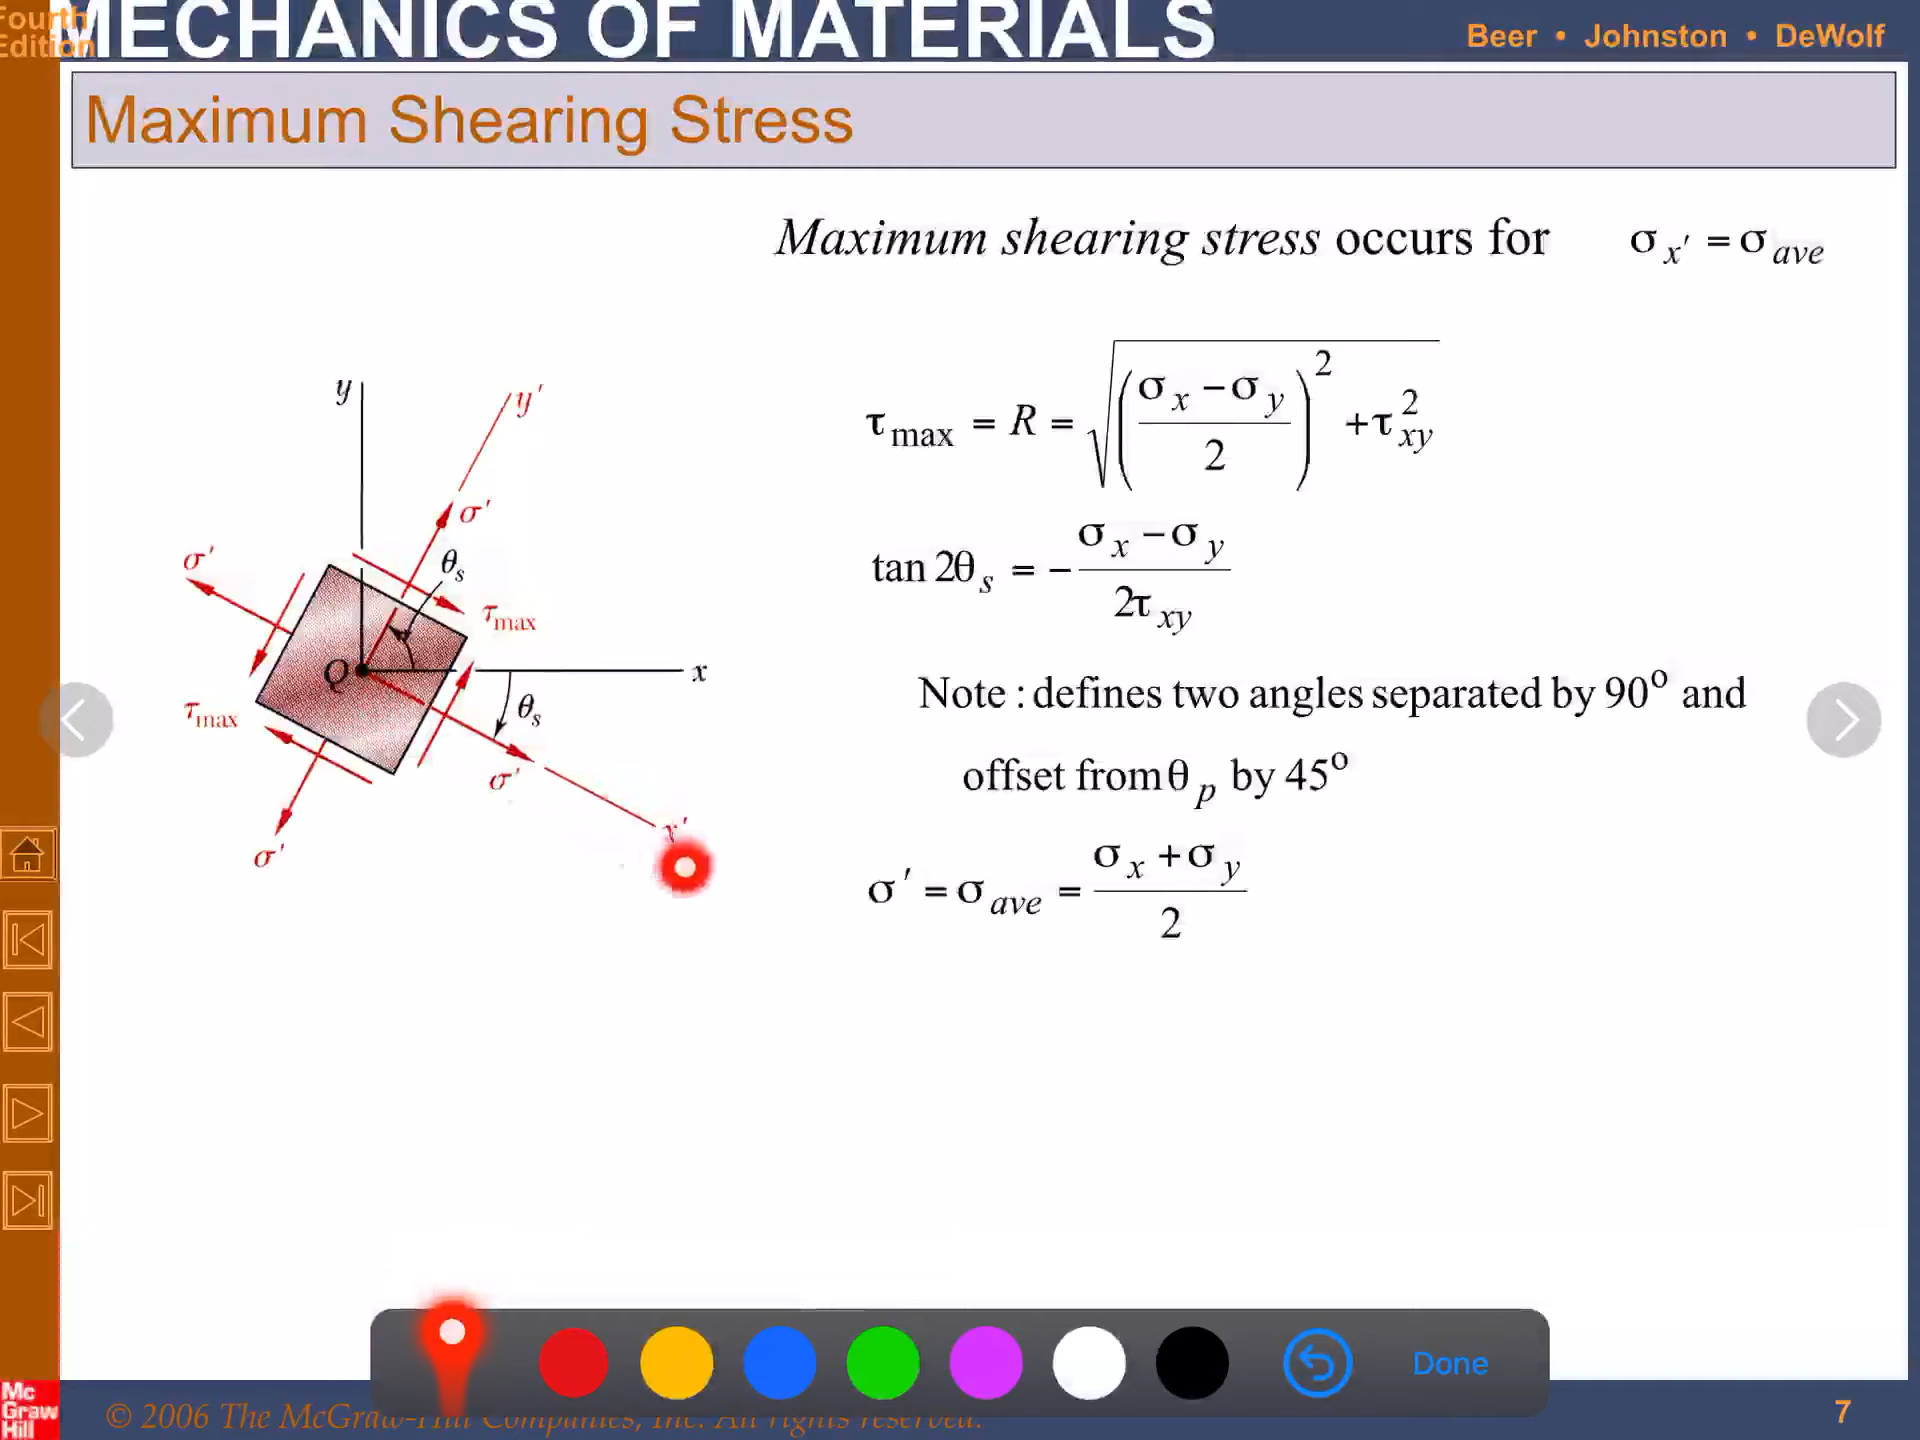 Fourth
Edition
MECHANICS OF MATERIALS
Beer • Johnston • DeWolf
Maximum Shearing Stress
Maximum shearing stress occurs for σx′ = σave
τmax = R = √(((σx − σy)/2)² + τxy²)
tan 2θs = −(σx − σy)/(2τxy)
Note : defines two angles separated by 90° and
offset from θp by 45°
σ′ = σave = (σx + σy)/2
y
y′
σ′
σ′
θs
τmax
Q
x
θs
τmax
σ′
x′
σ′
Done
Mc
Graw
Hill
© 2006 The McGraw-Hill Companies, Inc. All rights reserved.
7